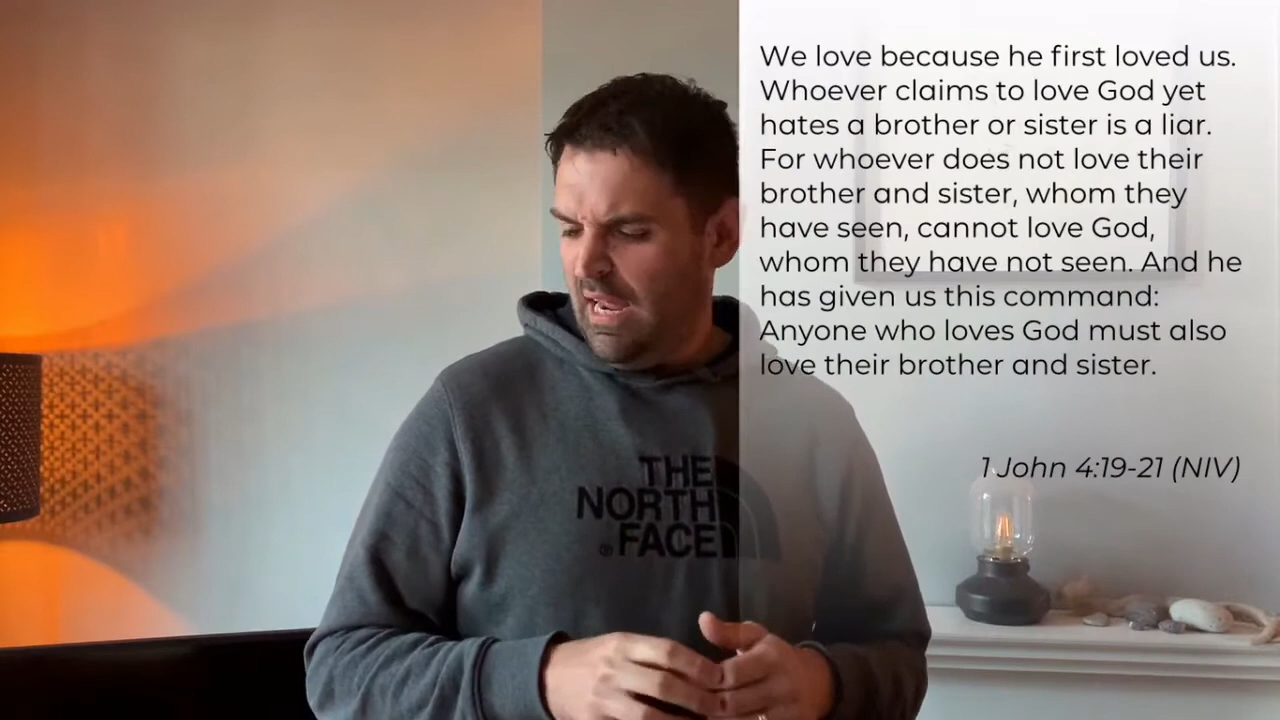 We love because he first loved us.
Whoever claims to love God yet
hates a brother or sister is a liar.
For whoever does not love their
brother and sister, whom they
have seen, cannot love God,
whom they have not seen. And he
has given us this command:
Anyone who loves God must also
love their brother and sister.
1 John 4:19-21 (NIV)
THE
NORTH
® FACE